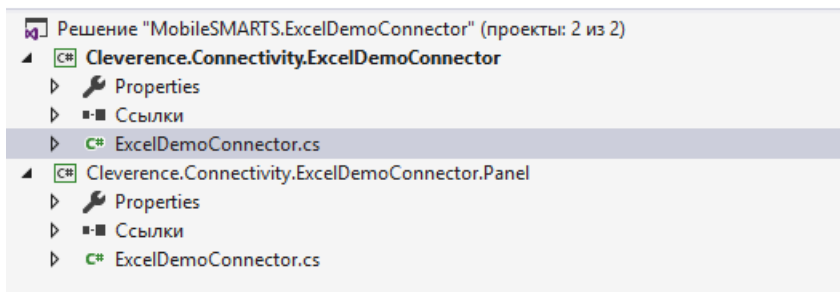 Решение "MobileSMARTS.ExcelDemoConnector" (проекты: 2 из 2)
C# Cleverence.Connectivity.ExcelDemoConnector
Properties
Ссылки
C# ExcelDemoConnector.cs
C# Cleverence.Connectivity.ExcelDemoConnector.Panel
Properties
Ссылки
C# ExcelDemoConnector.cs